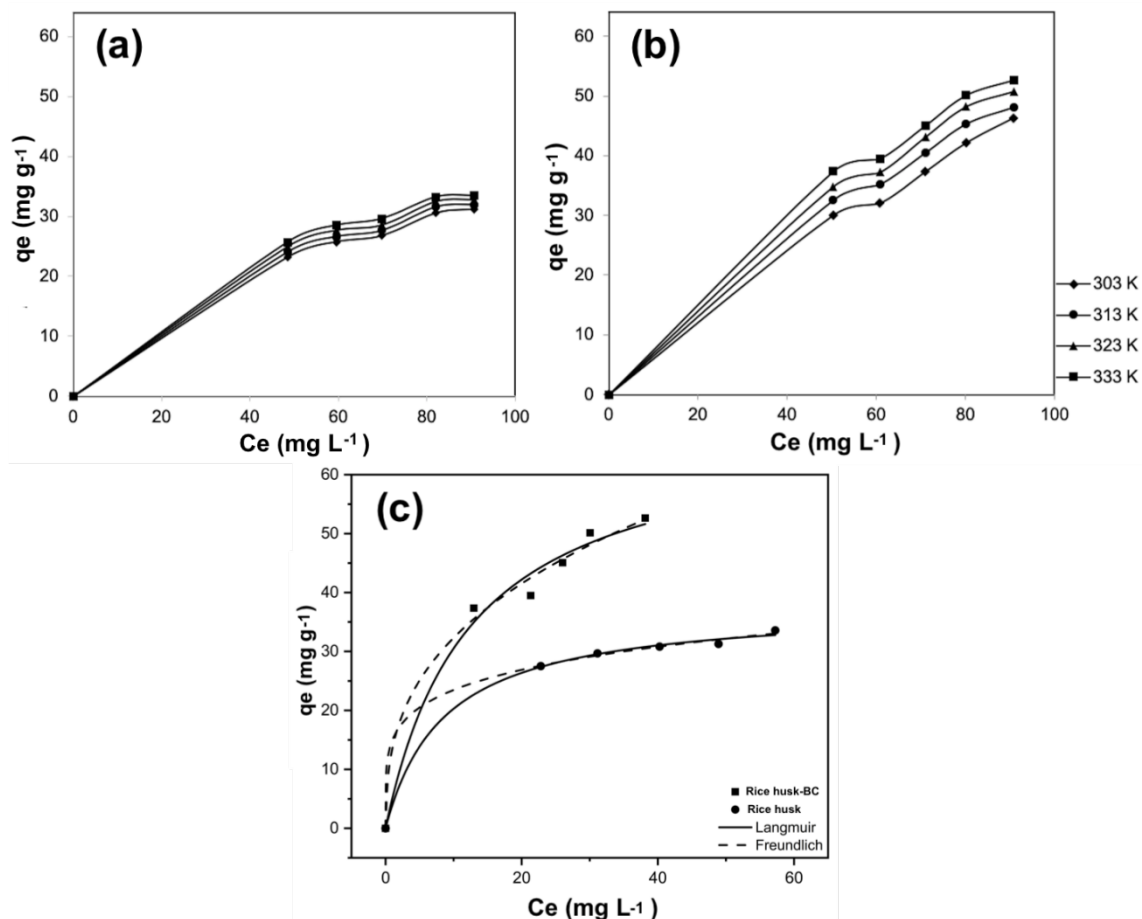 (a)
60
50
40
30
20
10
0
qe (mg g-1)
0 20 40 60 80 100
Ce (mg L-1 )
(b)
60
50
40
30
20
10
0
qe (mg g-1)
0 20 40 60 80 100
Ce (mg L-1 )
303 K
313 K
323 K
333 K
(c)
60
50
40
30
20
10
0
qe (mg g-1)
Rice husk-BC
Rice husk
Langmuir
Freundlich
0 20 40 60
Ce (mg L-1 )